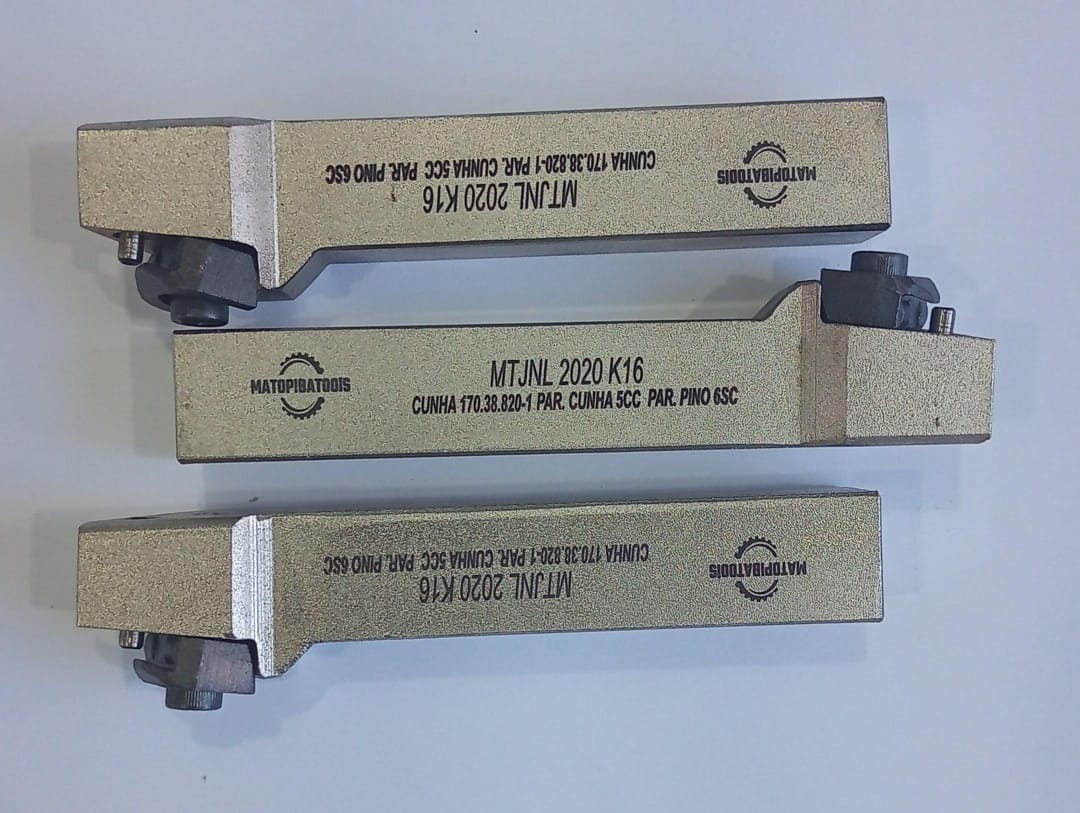 CUNHA 170.38.820-1 PAR. CUNHA 5CC PAR. PINO 6SC
MTJNL 2020 K16
MATOPIBATOOIS
MATOPIBATOOIS
MTJNL 2020 K16
CUNHA 170.38.820-1 PAR. CUNHA 5CC PAR. PINO 6SC
CUNHA 170.38.820-1 PAR. CUNHA 5CC PAR. PINO 6SC
MTJNL 2020 K16
MATOPIBATOOIS